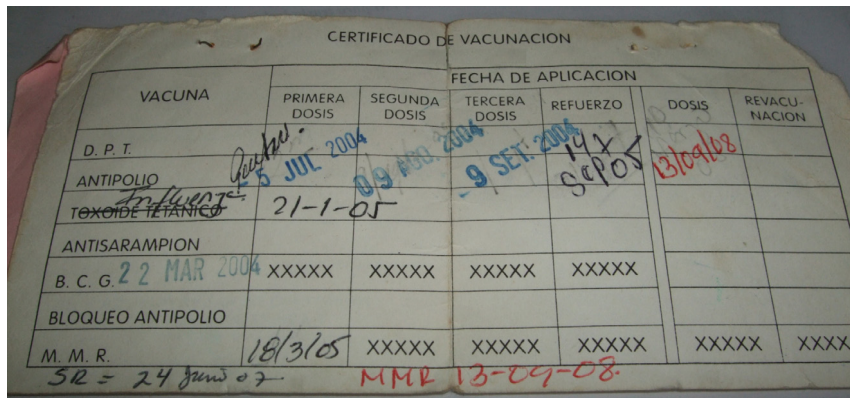 CERTIFICADO DE VACUNACION
FECHA DE APLICACION
VACUNA PRIMERA DOSIS SEGUNDA DOSIS TERCERA DOSIS REFUERZO DOSIS REVACU-NACION
D. P. T.
ANTIPOLIO 5 JUL 2004 09 AGO. 2004 9 SET. 2004 14 X Sep 05 13/09/08
Influenza
TOXOIDE TETANICO 21-1-05
ANTISARAMPION
B. C. G. 22 MAR 2004 XXXXX XXXXX XXXXX XXXXX
BLOQUEO ANTIPOLIO
M. M. R. 18/3/05 XXXXX XXXXX XXXXX XXXXX XXXX
SR = 24 Junio 07 MMR 13-09-08.